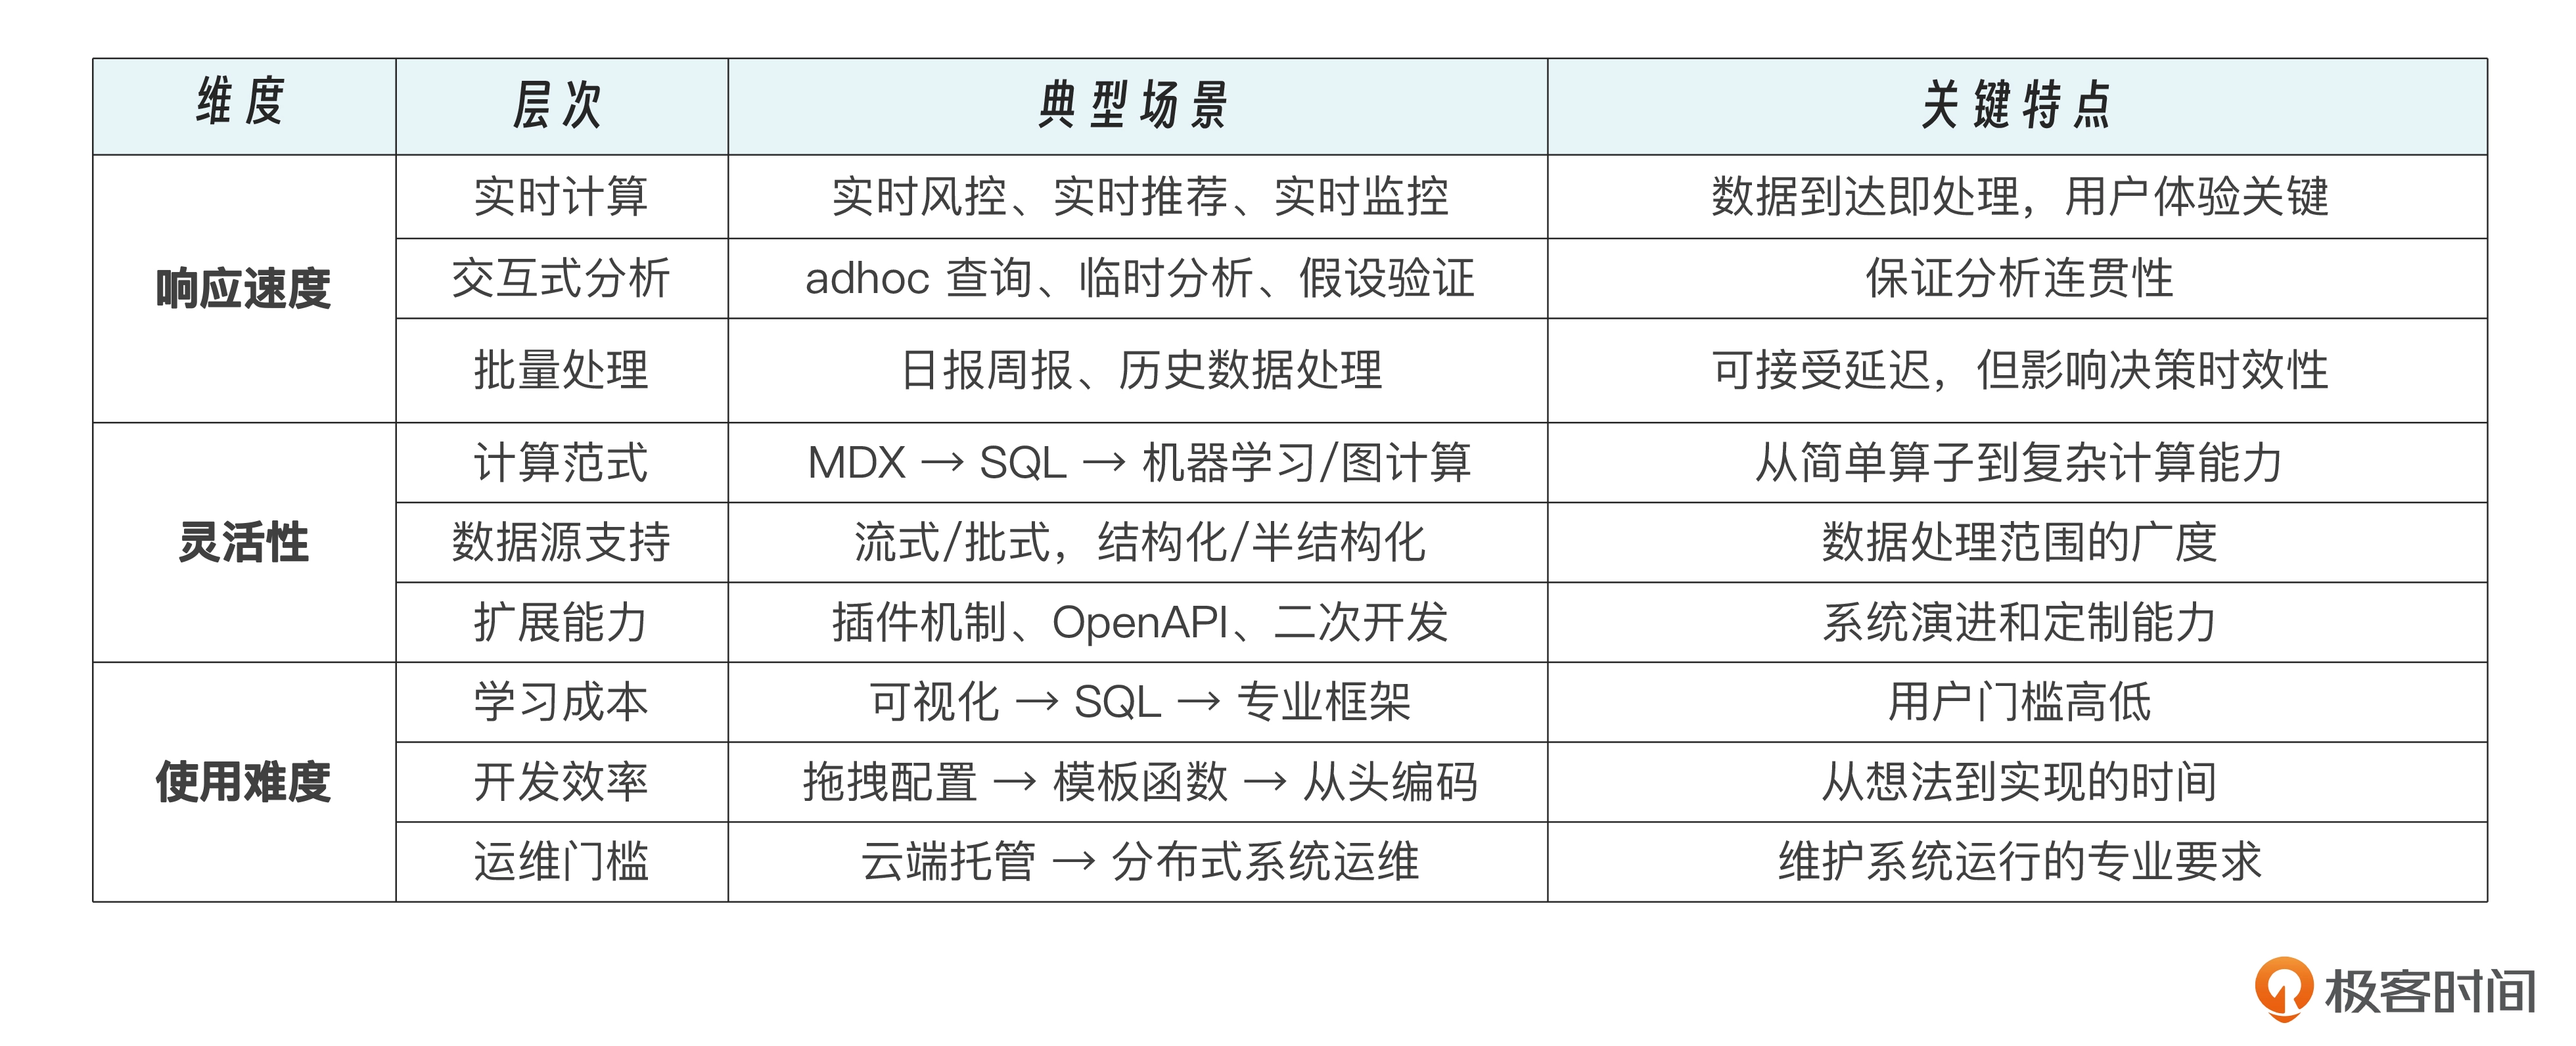 维度 层次 典型场景 关键特点
响应速度
实时计算 实时风控、实时推荐、实时监控 数据到达即处理，用户体验关键
交互式分析 adhoc 查询、临时分析、假设验证 保证分析连贯性
批量处理 日报周报、历史数据处理 可接受延迟，但影响决策时效性
灵活性
计算范式 MDX → SQL → 机器学习/图计算 从简单算子到复杂计算能力
数据源支持 流式/批式，结构化/半结构化 数据处理范围的广度
扩展能力 插件机制、OpenAPI、二次开发 系统演进和定制能力
使用难度
学习成本 可视化 → SQL → 专业框架 用户门槛高低
开发效率 拖拽配置 → 模板函数 → 从头编码 从想法到实现的时间
运维门槛 云端托管 → 分布式系统运维 维护系统运行的专业要求
极客时间